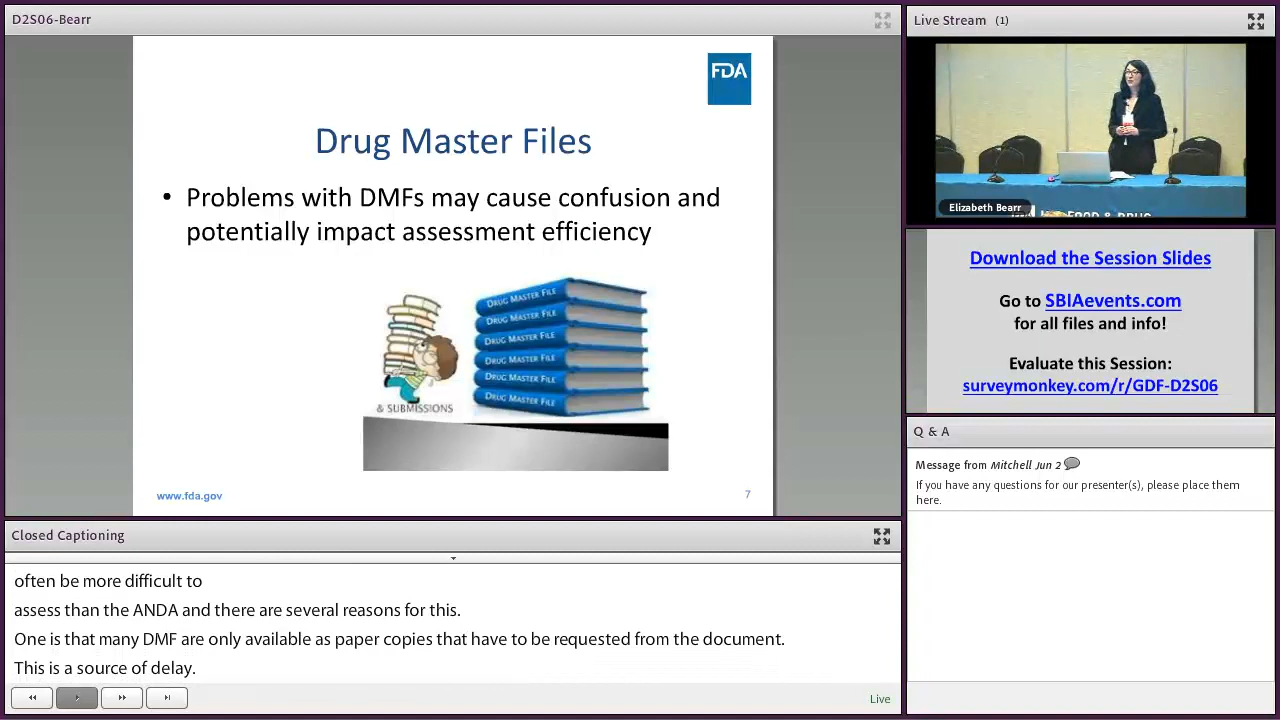 D2S06-Bearr
FDA
Drug Master Files
• Problems with DMFs may cause confusion and
potentially impact assessment efficiency
DRUG MASTER FILE
DRUG MASTER FILE
DRUG MASTER FILE
DRUG MASTER FILE
DRUG MASTER FILE
DRUG MASTER FILE
& SUBMISSIONS
www.fda.gov
7
Closed Captioning
often be more difficult to
assess than the ANDA and there are several reasons for this.
One is that many DMF are only available as paper copies that have to be requested from the document.
This is a source of delay.
Live
Live Stream (1)
Elizabeth Bearr
Download the Session Slides
Go to SBIAevents.com
for all files and info!
Evaluate this Session:
surveymonkey.com/r/GDF-D2S06
Q & A
Message from Mitchell Jun 2
If you have any questions for our presenter(s), please place them
here.